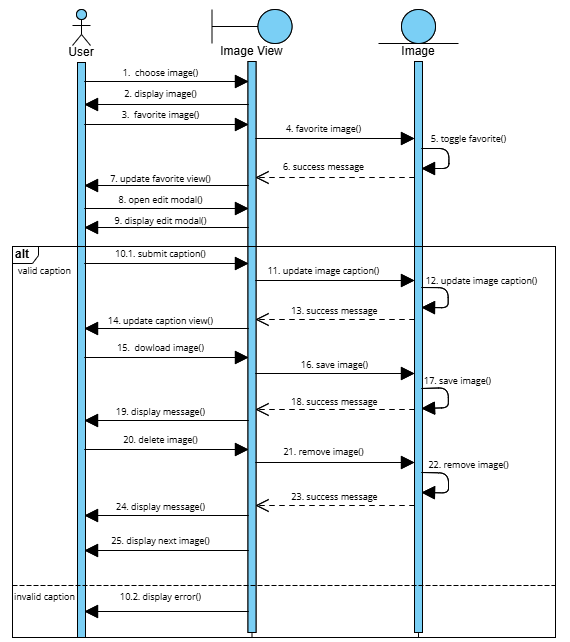 User
Image View
Image
1. choose image()
2. display image()
3. favorite image()
4. favorite image()
5. toggle favorite()
6. success message
7. update favorite view()
8. open edit modal()
9. display edit modal()
alt
valid caption
10.1. submit caption()
11. update image caption()
12. update image caption()
13. success message
14. update caption view()
15. dowload image()
16. save image()
17. save image()
18. success message
19. display message()
20. delete image()
21. remove image()
22. remove image()
23. success message
24. display message()
25. display next image()
invalid caption
10.2. display error()